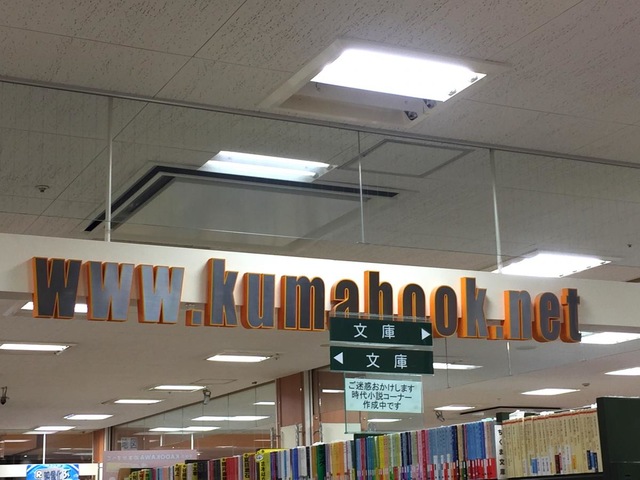 www.kumabook.net
文庫
文庫
ご迷惑おかけします
時代小説コーナー
作成中です